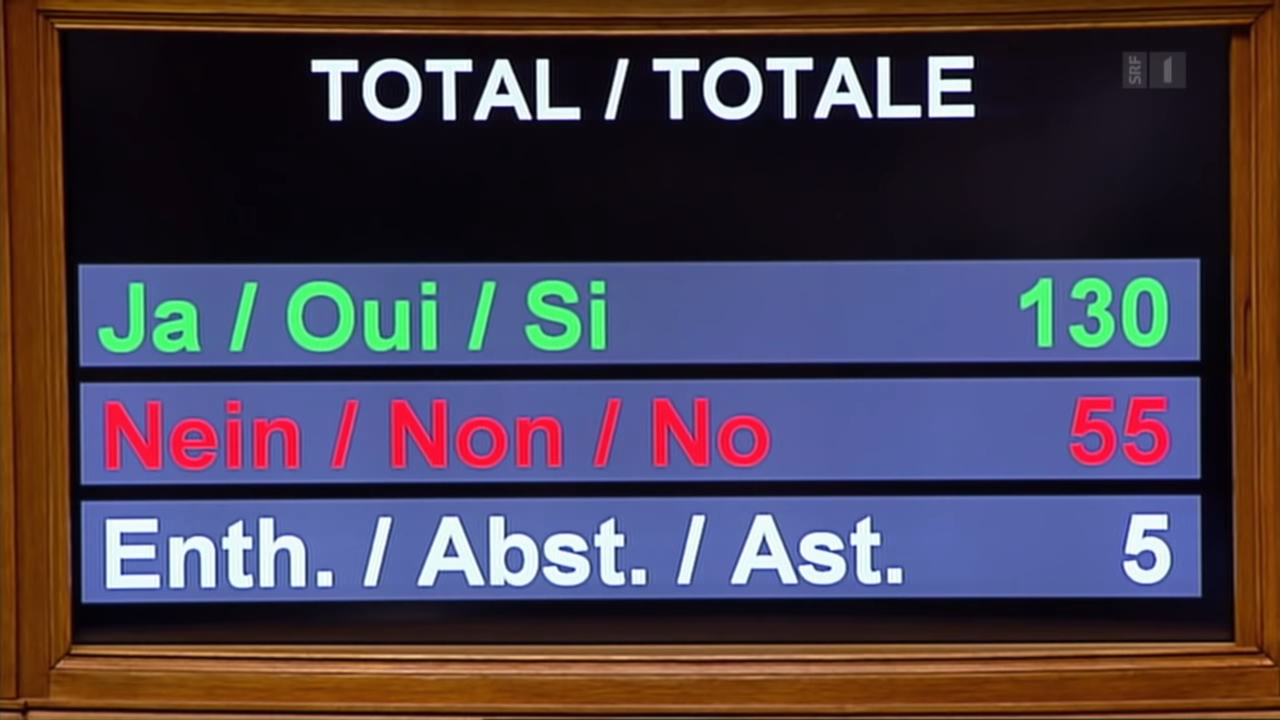 TOTAL / TOTALE
SRF 1
Ja / Oui / Si 130
Nein / Non / No 55
Enth. / Abst. / Ast. 5